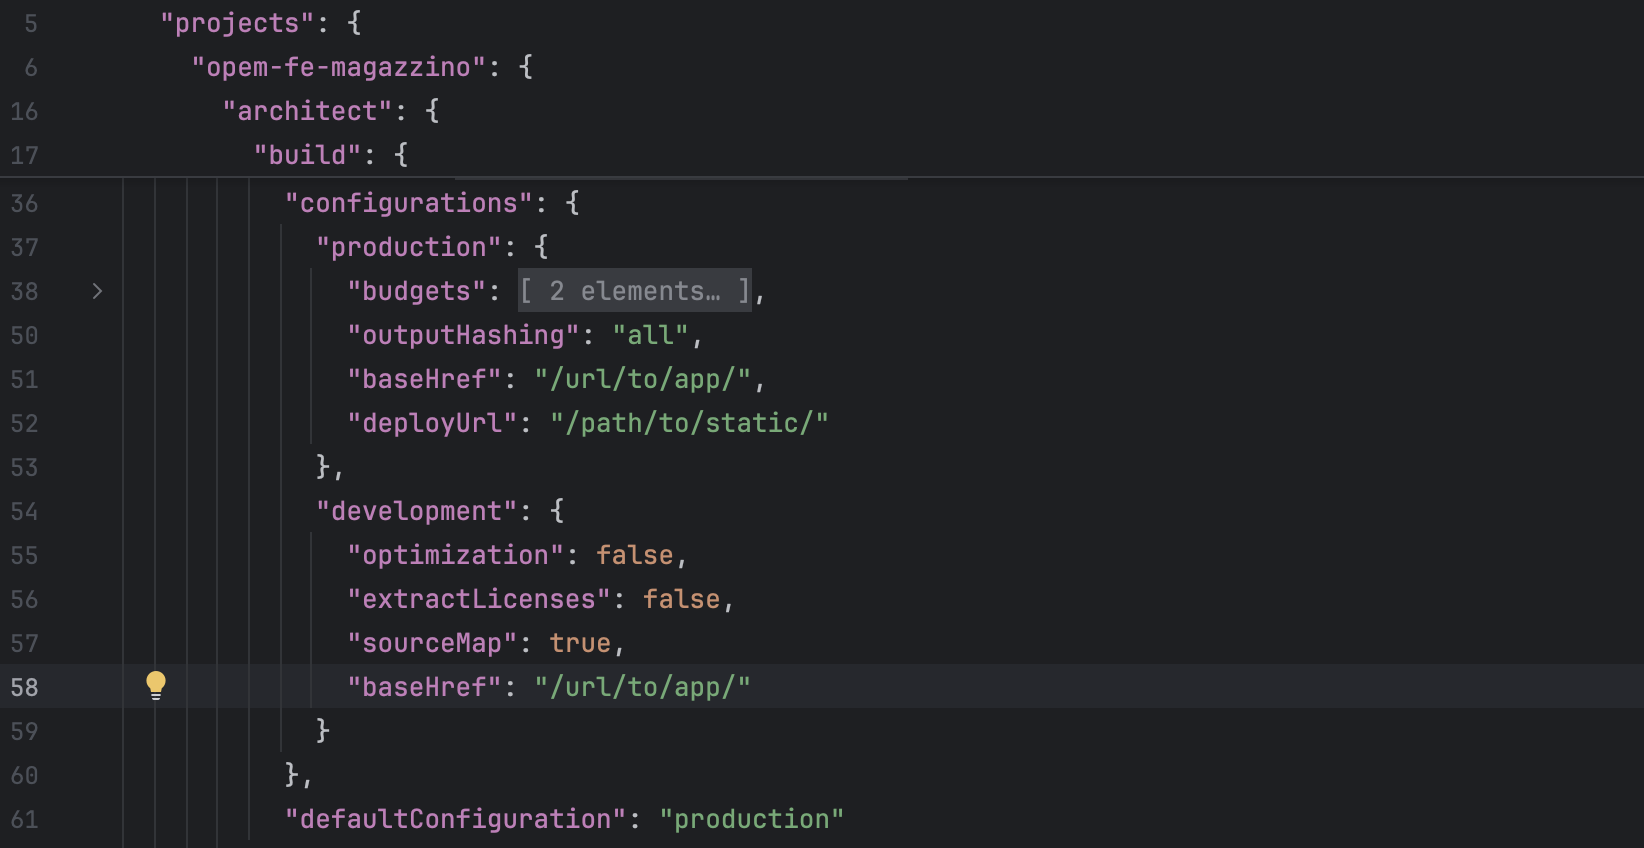 5 "projects": {
6 "opem-fe-magazzino": {
16 "architect": {
17 "build": {
36 "configurations": {
37 "production": {
38 "budgets": [ 2 elements… ],
50 "outputHashing": "all",
51 "baseHref": "/url/to/app/",
52 "deployUrl": "/path/to/static/"
53 },
54 "development": {
55 "optimization": false,
56 "extractLicenses": false,
57 "sourceMap": true,
58 "baseHref": "/url/to/app/"
59 }
60 },
61 "defaultConfiguration": "production"